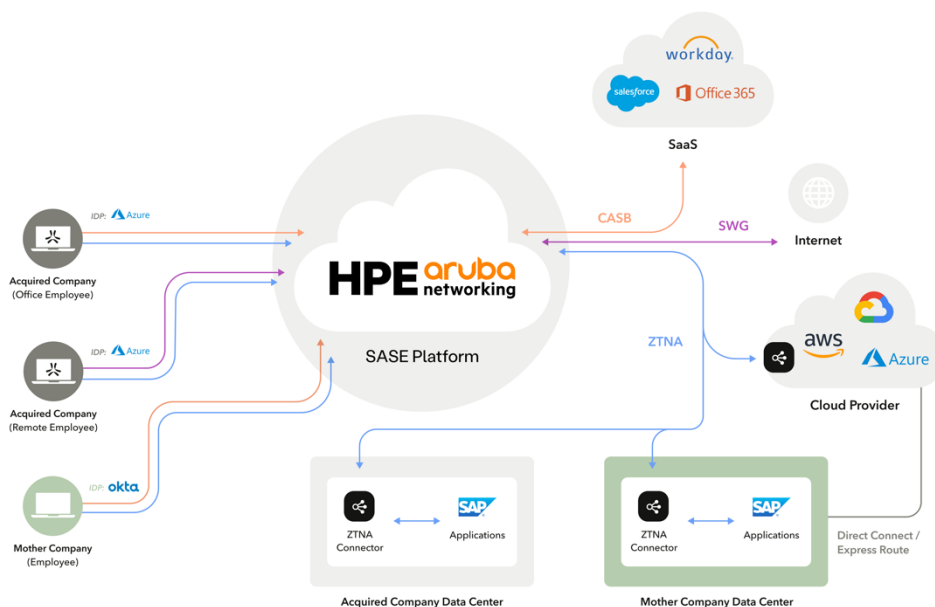 workday.
salesforce
Office 365
SaaS
IDP: Azure
CASB
SWG
Internet
Acquired Company
(Office Employee)
HPE aruba
networking
SASE Platform
IDP: Azure
ZTNA
aws
Azure
Cloud Provider
Acquired Company
(Remote Employee)
IDP: okta
Mother Company
(Employee)
SAP
ZTNA
Connector
Applications
SAP
ZTNA
Connector
Applications
Direct Connect /
Express Route
Acquired Company Data Center
Mother Company Data Center